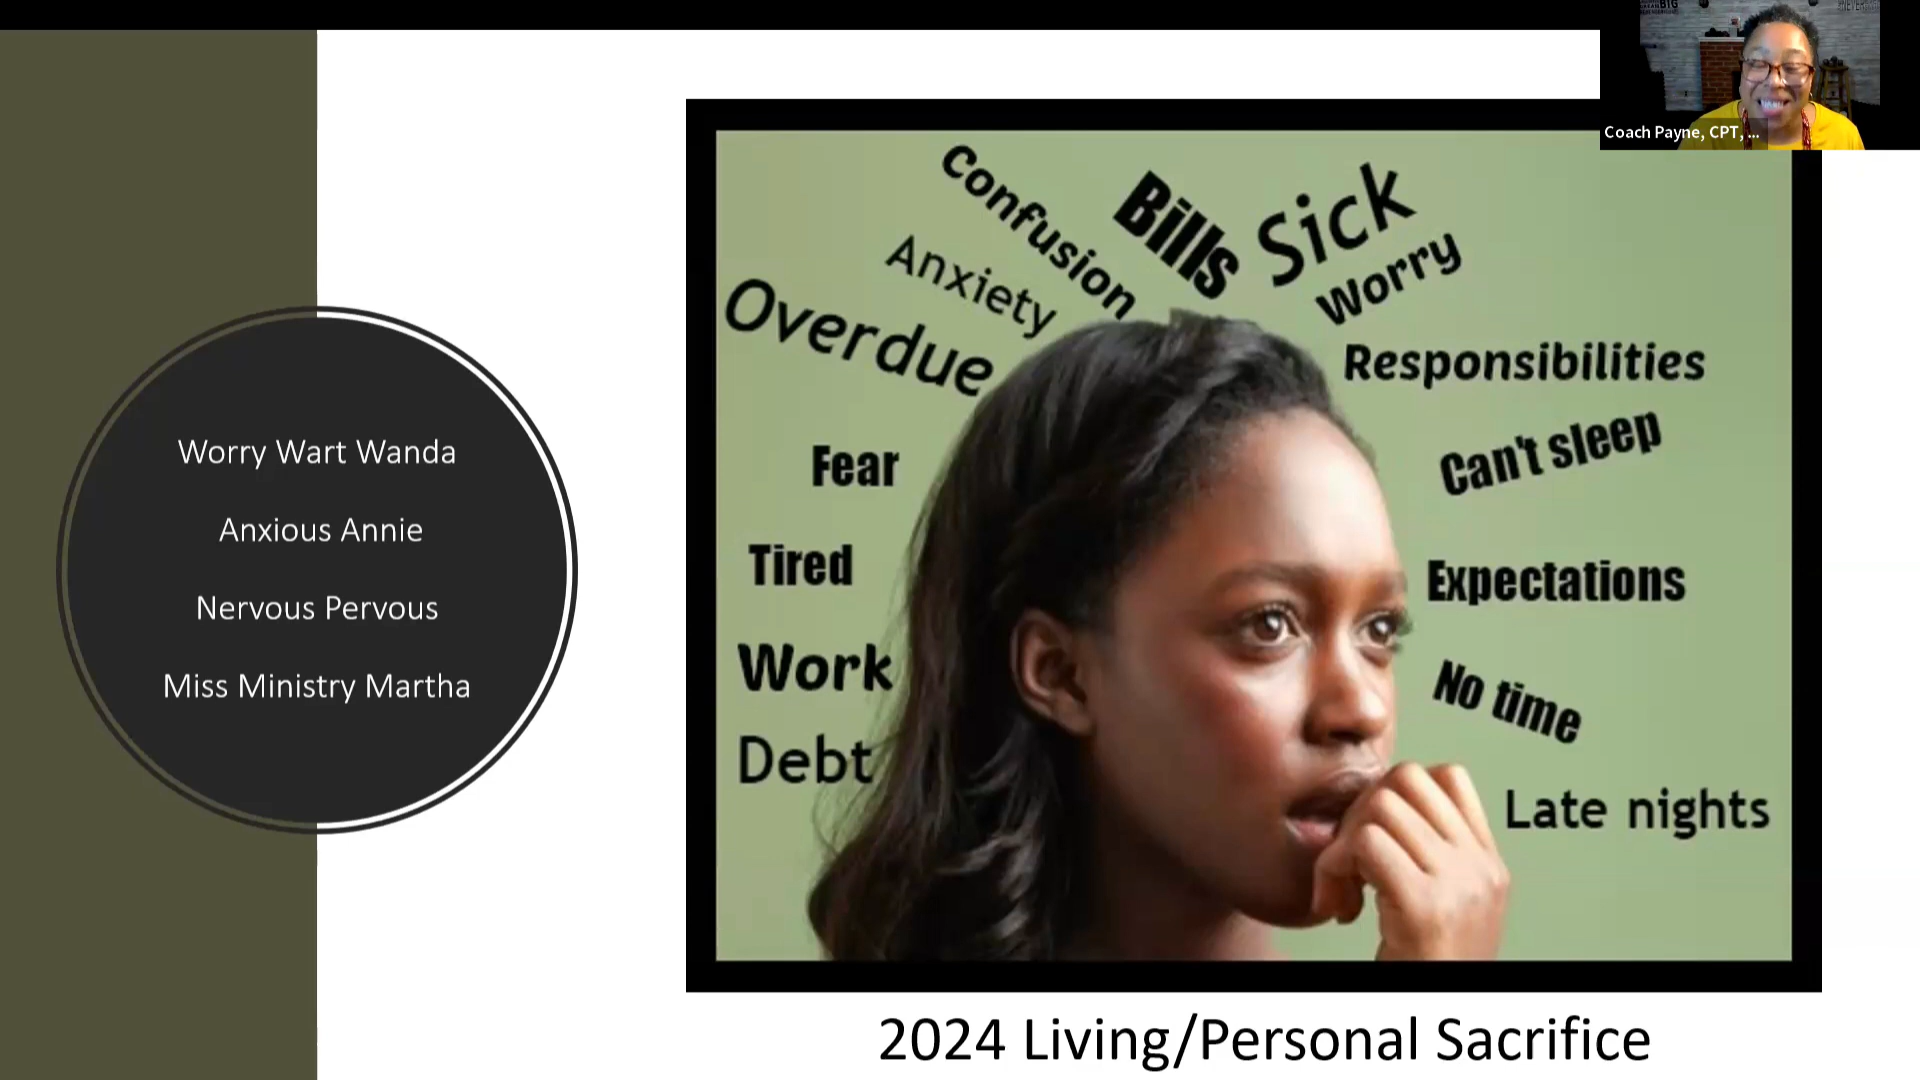 Coach Payne, CPT, ...
Worry Wart Wanda
Anxious Annie
Nervous Pervous
Miss Ministry Martha
Confusion
Bills
Sick
Anxiety
Worry
Overdue
Responsibilities
Fear
Can't sleep
Tired
Expectations
Work
No time
Debt
Late nights
2024 Living/Personal Sacrifice